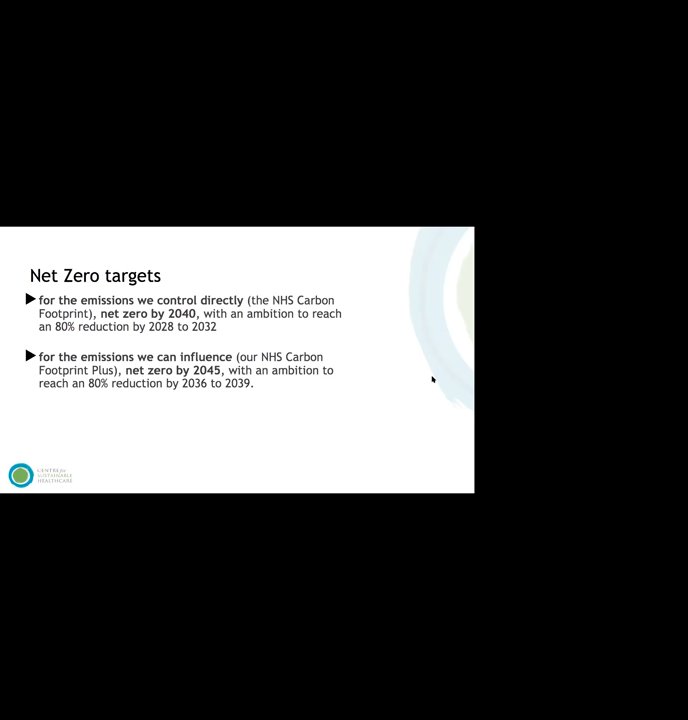 Net Zero targets
for the emissions we control directly (the NHS Carbon
Footprint), net zero by 2040, with an ambition to reach
an 80% reduction by 2028 to 2032
for the emissions we can influence (our NHS Carbon
Footprint Plus), net zero by 2045, with an ambition to
reach an 80% reduction by 2036 to 2039.
CENTRE for
SUSTAINABLE
HEALTHCARE